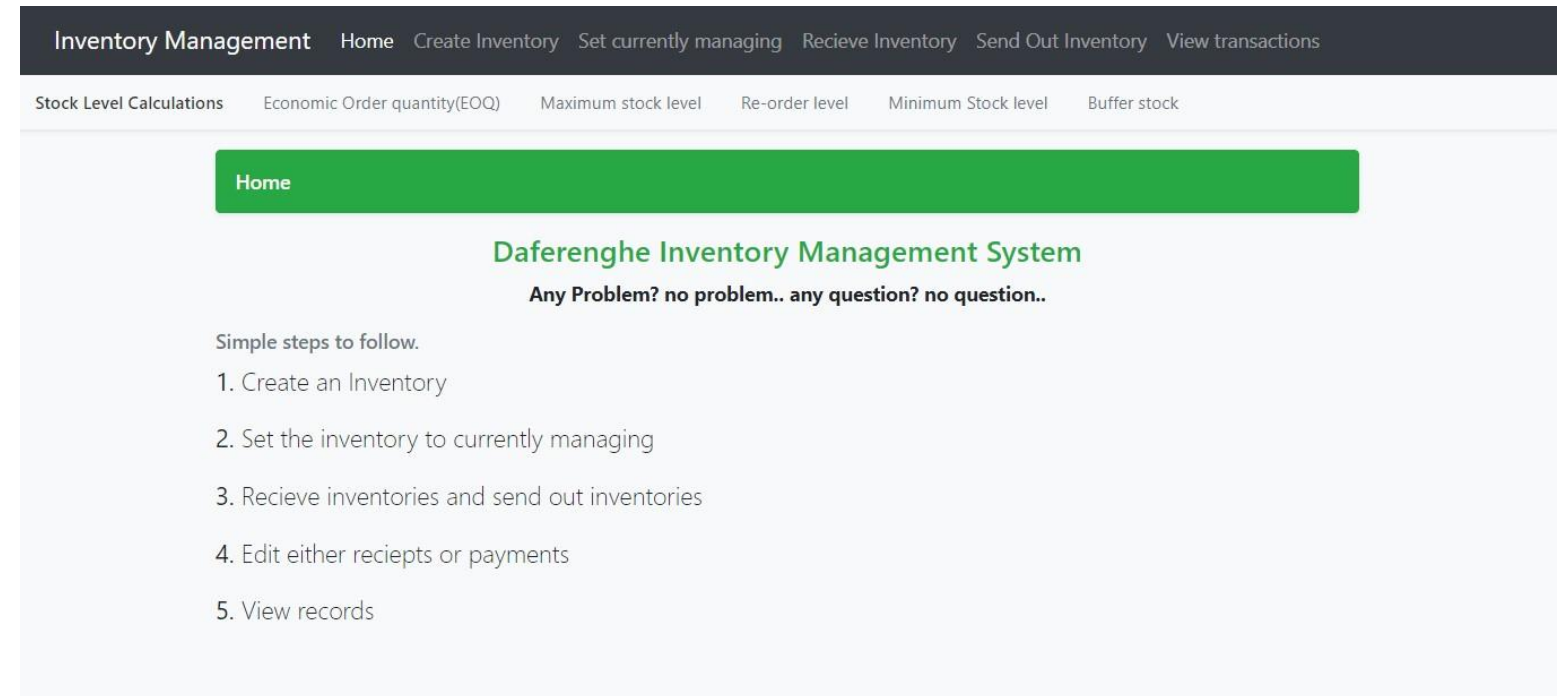 Inventory Management Home Create Inventory Set currently managing Recieve Inventory Send Out Inventory View transactions
Stock Level Calculations Economic Order quantity(EOQ) Maximum stock level Re-order level Minimum Stock level Buffer stock
Home
Daferenghe Inventory Management System
Any Problem? no problem.. any question? no question..
Simple steps to follow.
1. Create an Inventory
2. Set the inventory to currently managing
3. Recieve inventories and send out inventories
4. Edit either reciepts or payments
5. View records